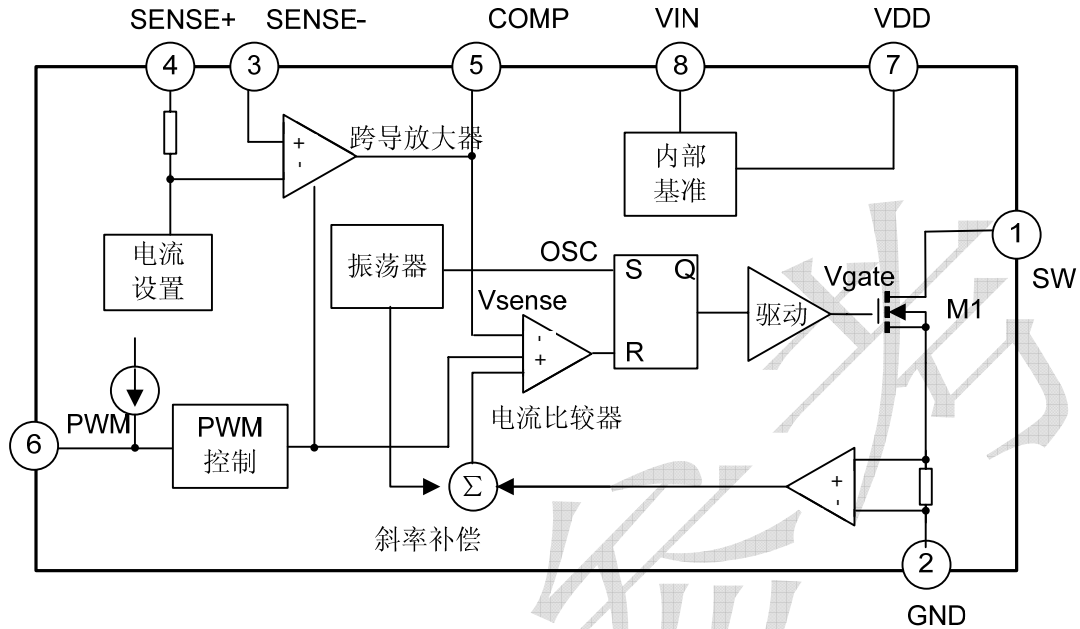 SENSE+
SENSE-
COMP
VIN
VDD
4
3
5
8
7
+
-
跨导放大器
内部
基准
电流
设置
振荡器
OSC
S
Q
R
Vsense
-
+
电流比较器
驱动
Vgate
M1
1
SW
6
PWM
PWM
控制
Σ
斜率补偿
+
-
2
GND